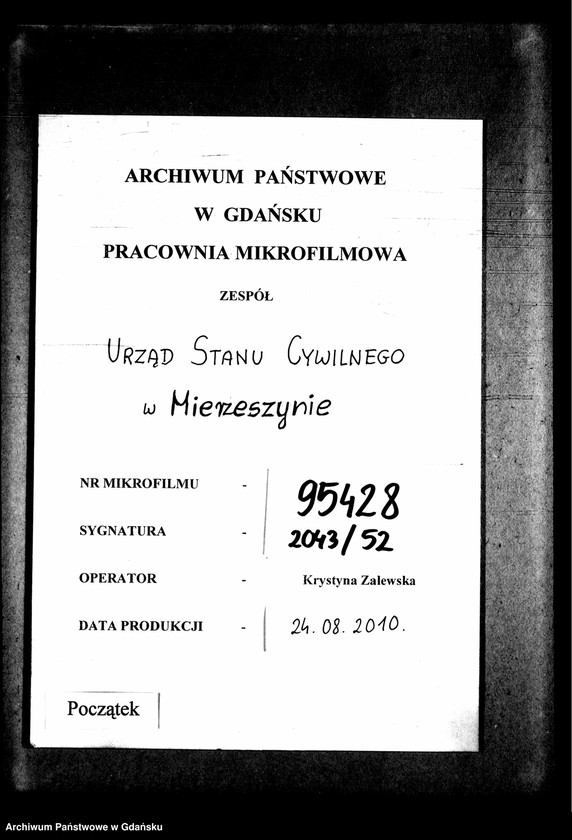 ARCHIWUM PAŃSTWOWE
W GDAŃSKU
PRACOWNIA MIKROFILMOWA
ZESPÓŁ
URZĄD STANU CYWILNEGO
w Mierzeszynie
NR MIKROFILMU - 95428
SYGNATURA - 2043/52
OPERATOR - Krystyna Zalewska
DATA PRODUKCJI - 24.08.2010.
Początek
Archiwum Państwowe w Gdańsku